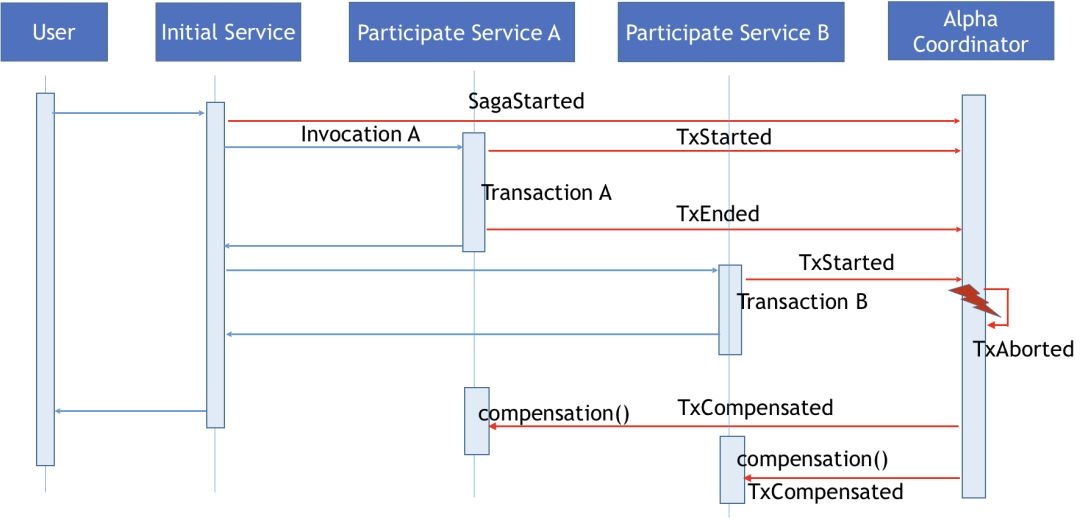 User
Initial Service
Participate Service A
Participate Service B
Alpha
Coordinator
SagaStarted
Invocation A
TxStarted
Transaction A
TxEnded
TxStarted
Transaction B
TxAborted
compensation()
TxCompensated
compensation()
TxCompensated